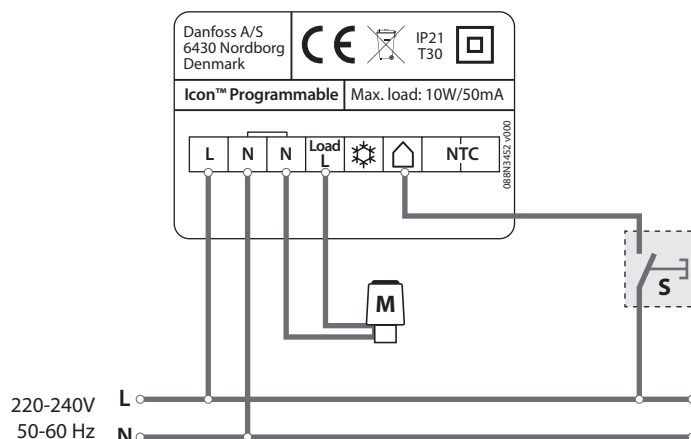 Danfoss A/S
6430 Nordborg
Denmark
CE
IP21
T30
Icon™ Programmable
Max. load: 10W/50mA
L N N Load L NTC
088N3452 v000
M
S
220-240V L
50-60 Hz N